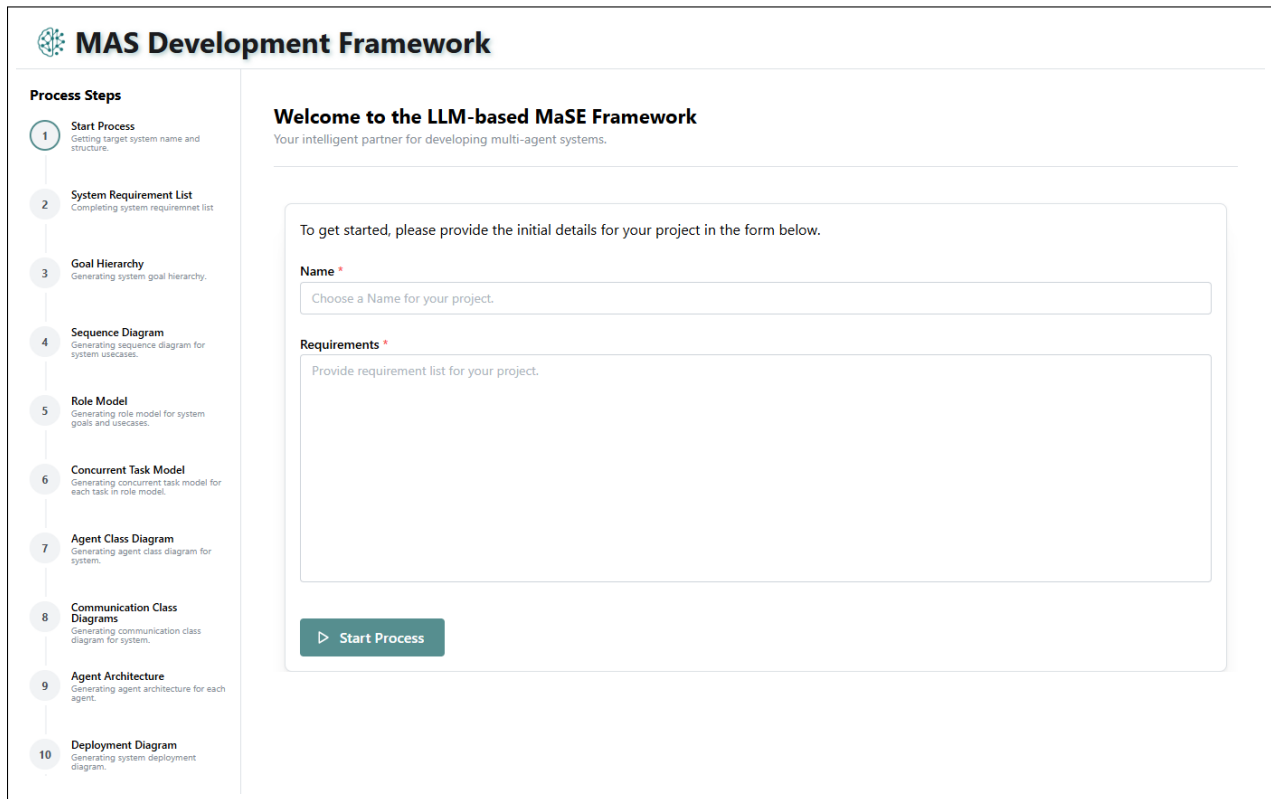 MAS Development Framework
Process Steps
1
Start Process
Getting target system name and
structure.
2
System Requirement List
Completing system requiremnet list
3
Goal Hierarchy
Generating system goal hierarchy.
4
Sequence Diagram
Generating sequence diagram for
system usecases.
5
Role Model
Generating role model for system
goals and usecases.
6
Concurrent Task Model
Generating concurrent task model for
each task in role model.
7
Agent Class Diagram
Generating agent class diagram for
system.
8
Communication Class
Diagrams
Generating communication class
diagram for system.
9
Agent Architecture
Generating agent architecture for each
agent.
10
Deployment Diagram
Generating system deployment
diagram.
Welcome to the LLM-based MaSE Framework
Your intelligent partner for developing multi-agent systems.
To get started, please provide the initial details for your project in the form below.
Name *
Choose a Name for your project.
Requirements *
Provide requirement list for your project.
Start Process